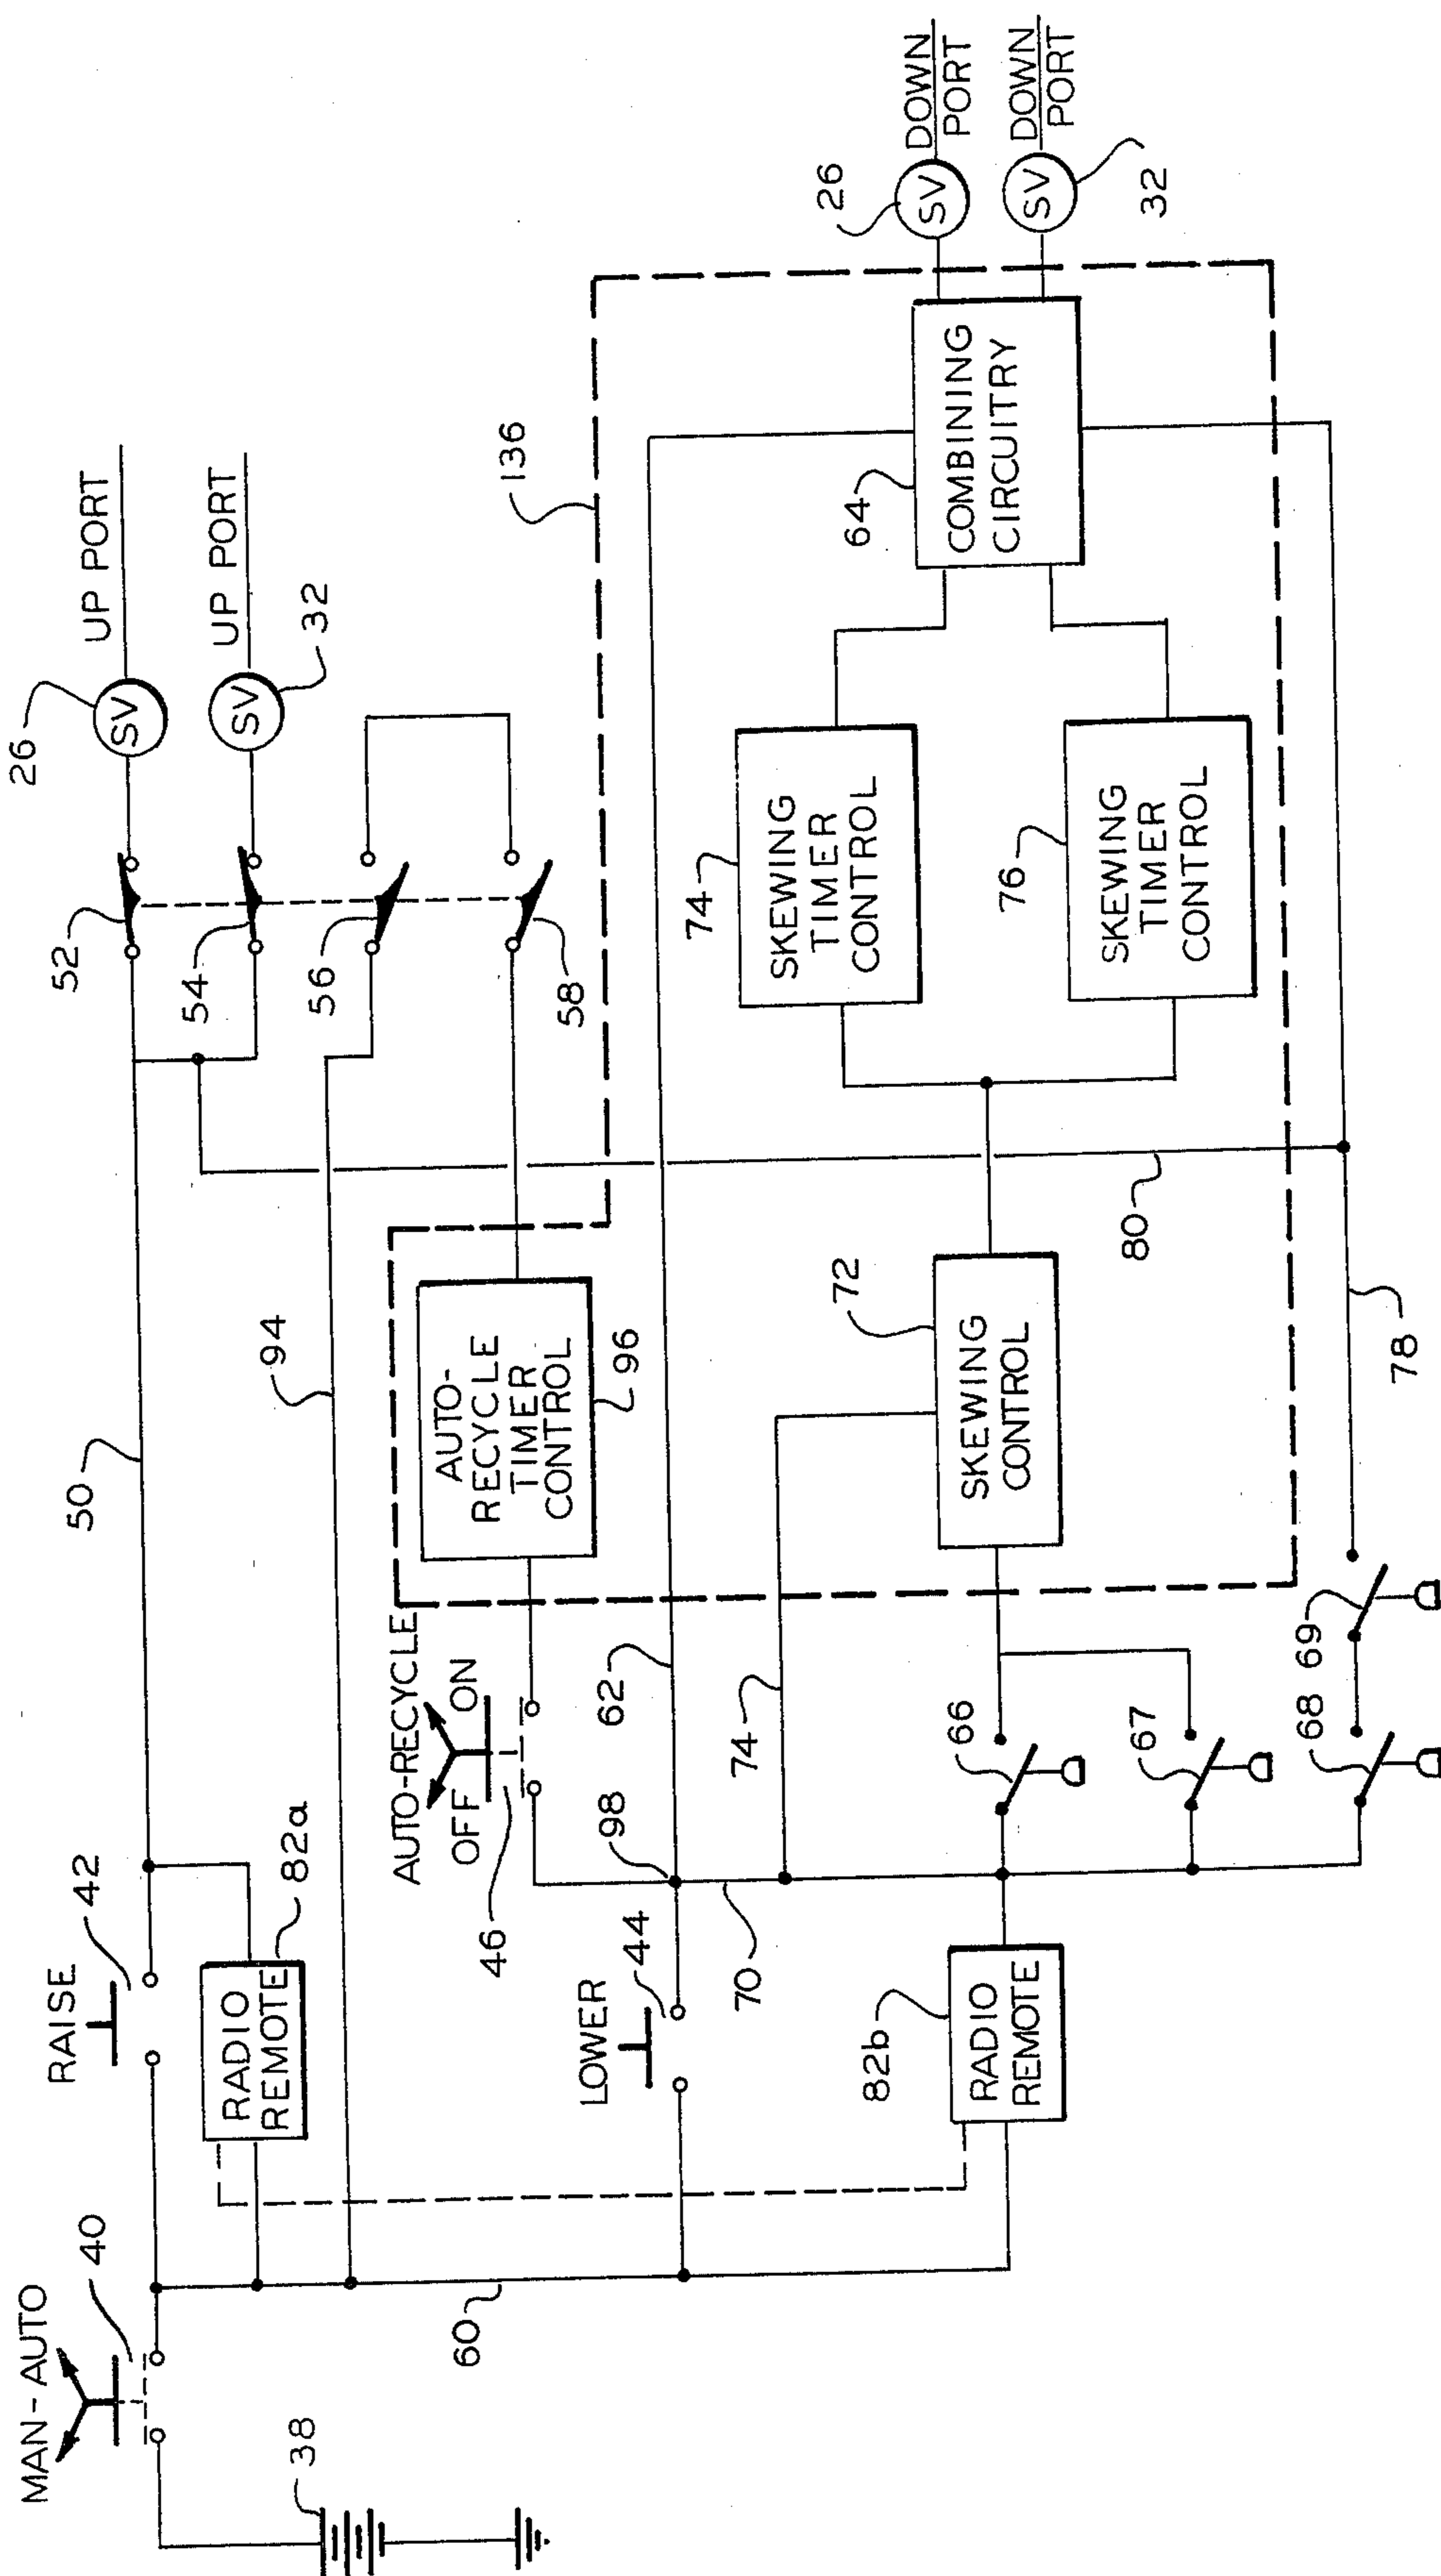 MAN-AUTO
40
38
60
RAISE
42
RADIO
REMOTE
82a
50
94
52
54
56
58
26
SV
UP PORT
SV
UP PORT
32
AUTO-RECYCLE
OFF ON
46
AUTO-
RECYCLE
TIMER
CONTROL
96
136
LOWER
44
98
62
70
74
82b
RADIO
REMOTE
66
67
68
69
72
SKEWING
CONTROL
74
SKEWING
TIMER
CONTROL
76
SKEWING
TIMER
CONTROL
64
COMBINING
CIRCUITRY
80
78
26
SV
DOWN
PORT
SV
DOWN
PORT
32